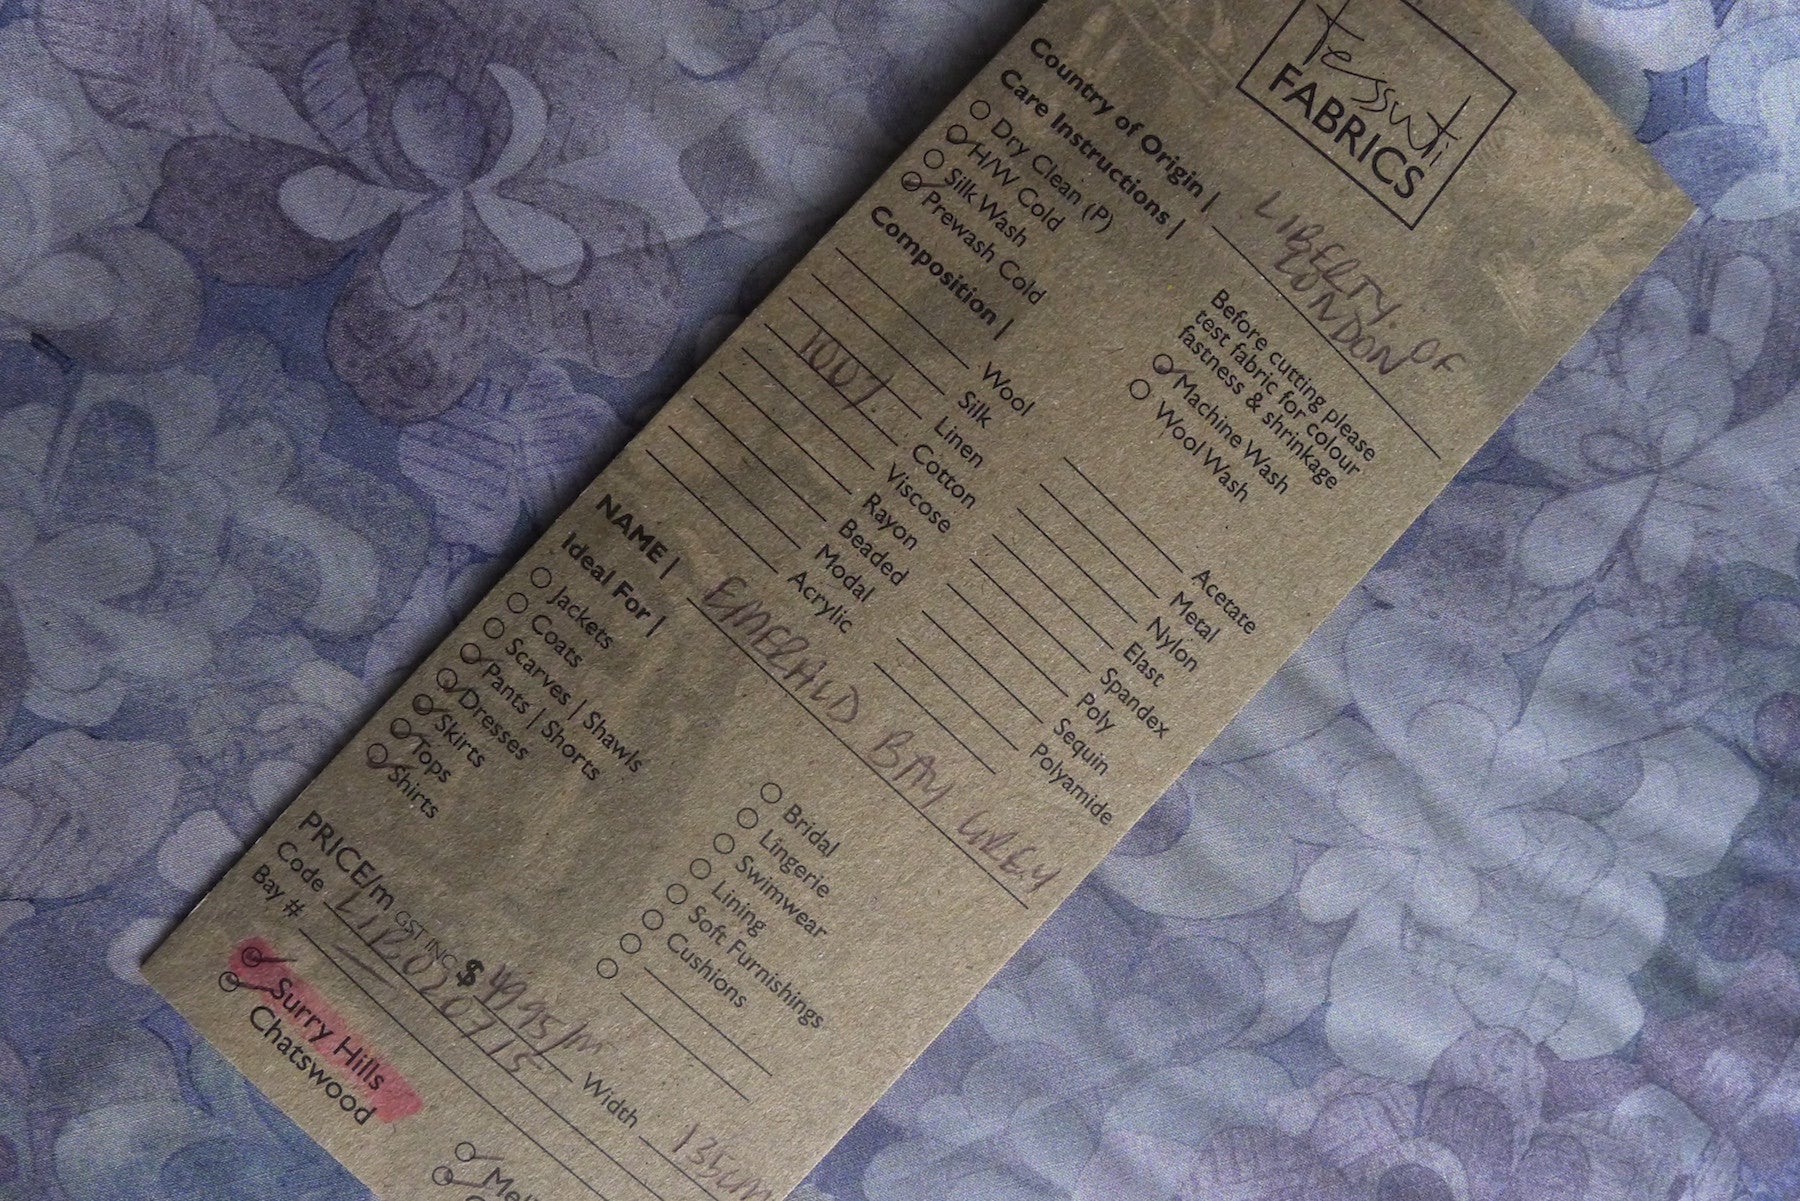 Tessuti
FABRICS
Country of Origin | LIBERTY OF
LONDON
Care Instructions |
Dry Clean (P)
H/W Cold
Silk Wash
Prewash Cold
Before cutting please
test fabric for colour
fastness & shrinkage
Machine Wash
Wool Wash
Composition |
Wool
Silk
Linen
100% Cotton
Viscose
Rayon
Beaded
Modal
Acrylic
Acetate
Metal
Nylon
Elast
Spandex
Poly
Sequin
Polyamide
NAME | EMERALD BAY GREY
Ideal For |
Jackets
Coats
Scarves | Shawls
Pants | Shorts
Dresses
Skirts
Tops
Shirts
Bridal
Lingerie
Swimwear
Lining
Soft Furnishings
Cushions
PRICE/m GST INC $ 49.95/m Width 135cm
Code LIB020715
Bay #
Surry Hills
Chatswood